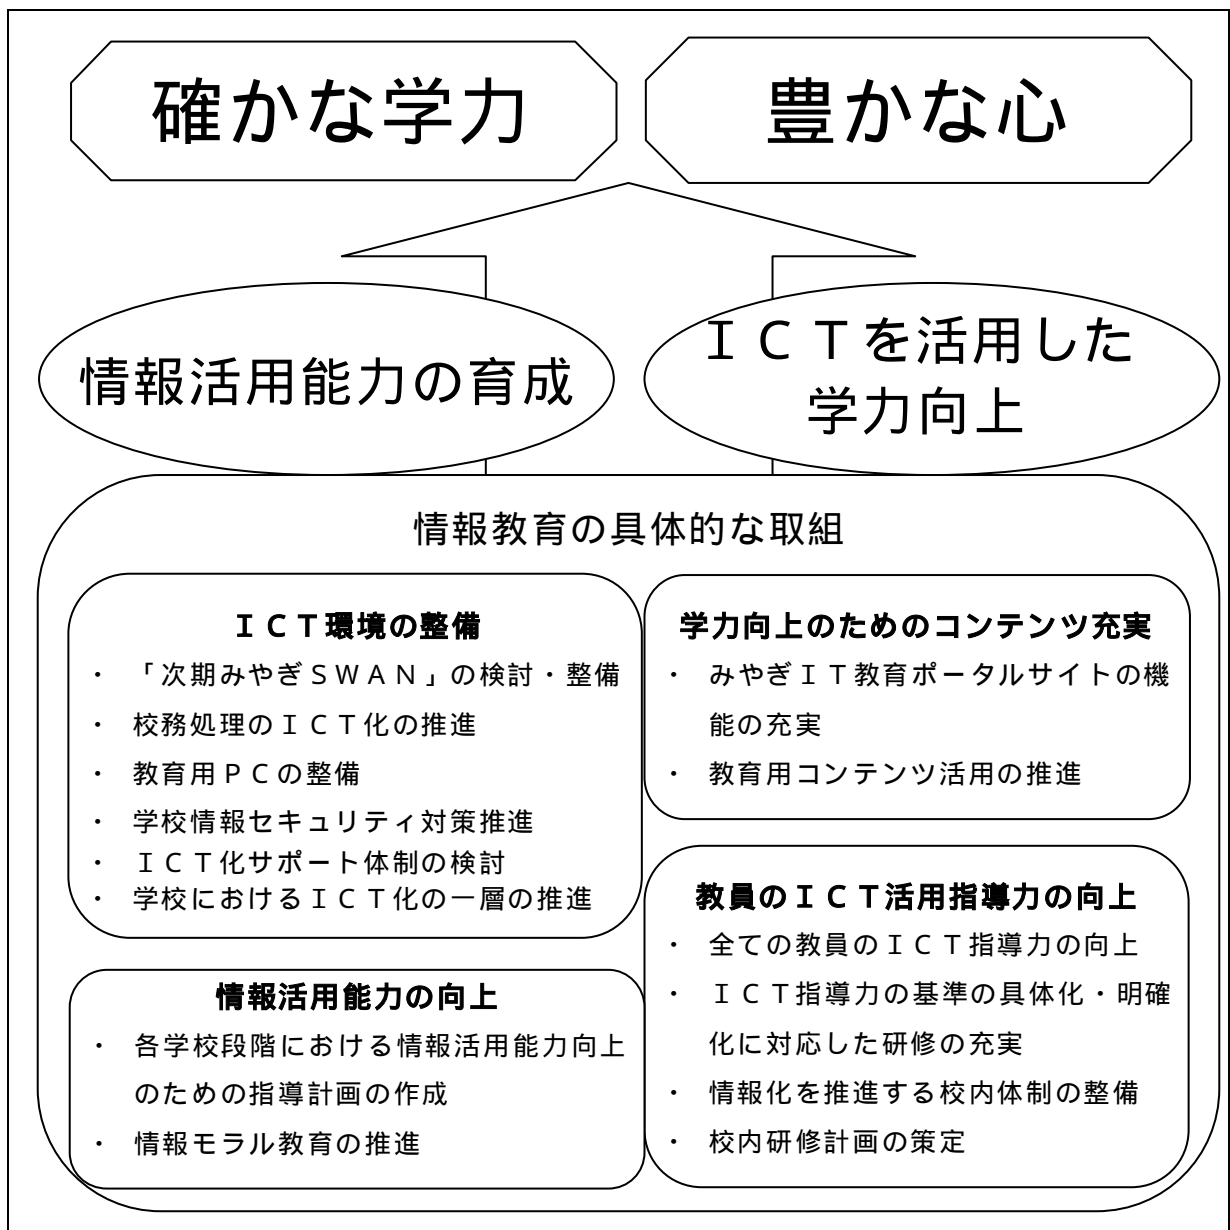 確かな学力
豊かな心
情報活用能力の育成
ＩＣＴを活用した
学力向上
情報教育の具体的な取組
ＩＣＴ環境の整備
・ 「次期みやぎＳＷＡＮ」の検討・整備
・ 校務処理のＩＣＴ化の推進
・ 教育用ＰＣの整備
・ 学校情報セキュリティ対策推進
・ ＩＣＴ化サポート体制の検討
・ 学校におけるＩＣＴ化の一層の推進
情報活用能力の向上
・ 各学校段階における情報活用能力向上
のための指導計画の作成
・ 情報モラル教育の推進
学力向上のためのコンテンツ充実
・ みやぎＩＴ教育ポータルサイトの機
能の充実
・ 教育用コンテンツ活用の推進
教員のＩＣＴ活用指導力の向上
・ 全ての教員のＩＣＴ指導力の向上
・ ＩＣＴ指導力の基準の具体化・明確
化に対応した研修の充実
・ 情報化を推進する校内体制の整備
・ 校内研修計画の策定